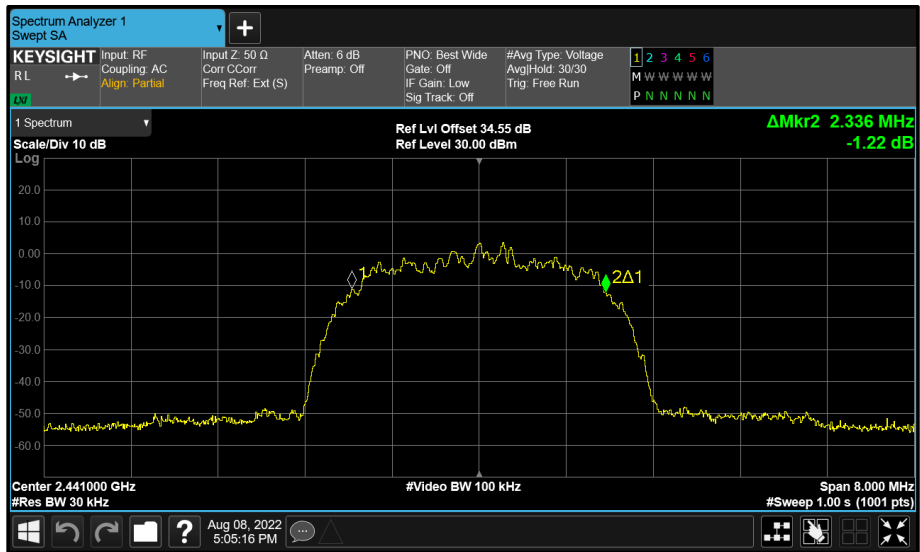 Spectrum Analyzer 1
Swept SA
KEYSIGHT Input: RF
R L Coupling: AC
Align: Partial
LXI
Input Z: 50 Ω
Corr CCorr
Freq Ref: Ext (S)
Atten: 6 dB
Preamp: Off
PNO: Best Wide
Gate: Off
IF Gain: Low
Sig Track: Off
#Avg Type: Voltage
Avg|Hold: 30/30
Trig: Free Run
1 2 3 4 5 6
M W W W W W
P N N N N N
1 Spectrum
Scale/Div 10 dB
Ref Lvl Offset 34.55 dB
Ref Level 30.00 dBm
ΔMkr2 2.336 MHz
-1.22 dB
Log
20.0
10.0
0.00
1
2Δ1
-10.0
-20.0
-30.0
-40.0
-50.0
-60.0
Center 2.441000 GHz
#Video BW 100 kHz
Span 8.000 MHz
#Res BW 30 kHz
#Sweep 1.00 s (1001 pts)
?
Aug 08, 2022
5:05:16 PM